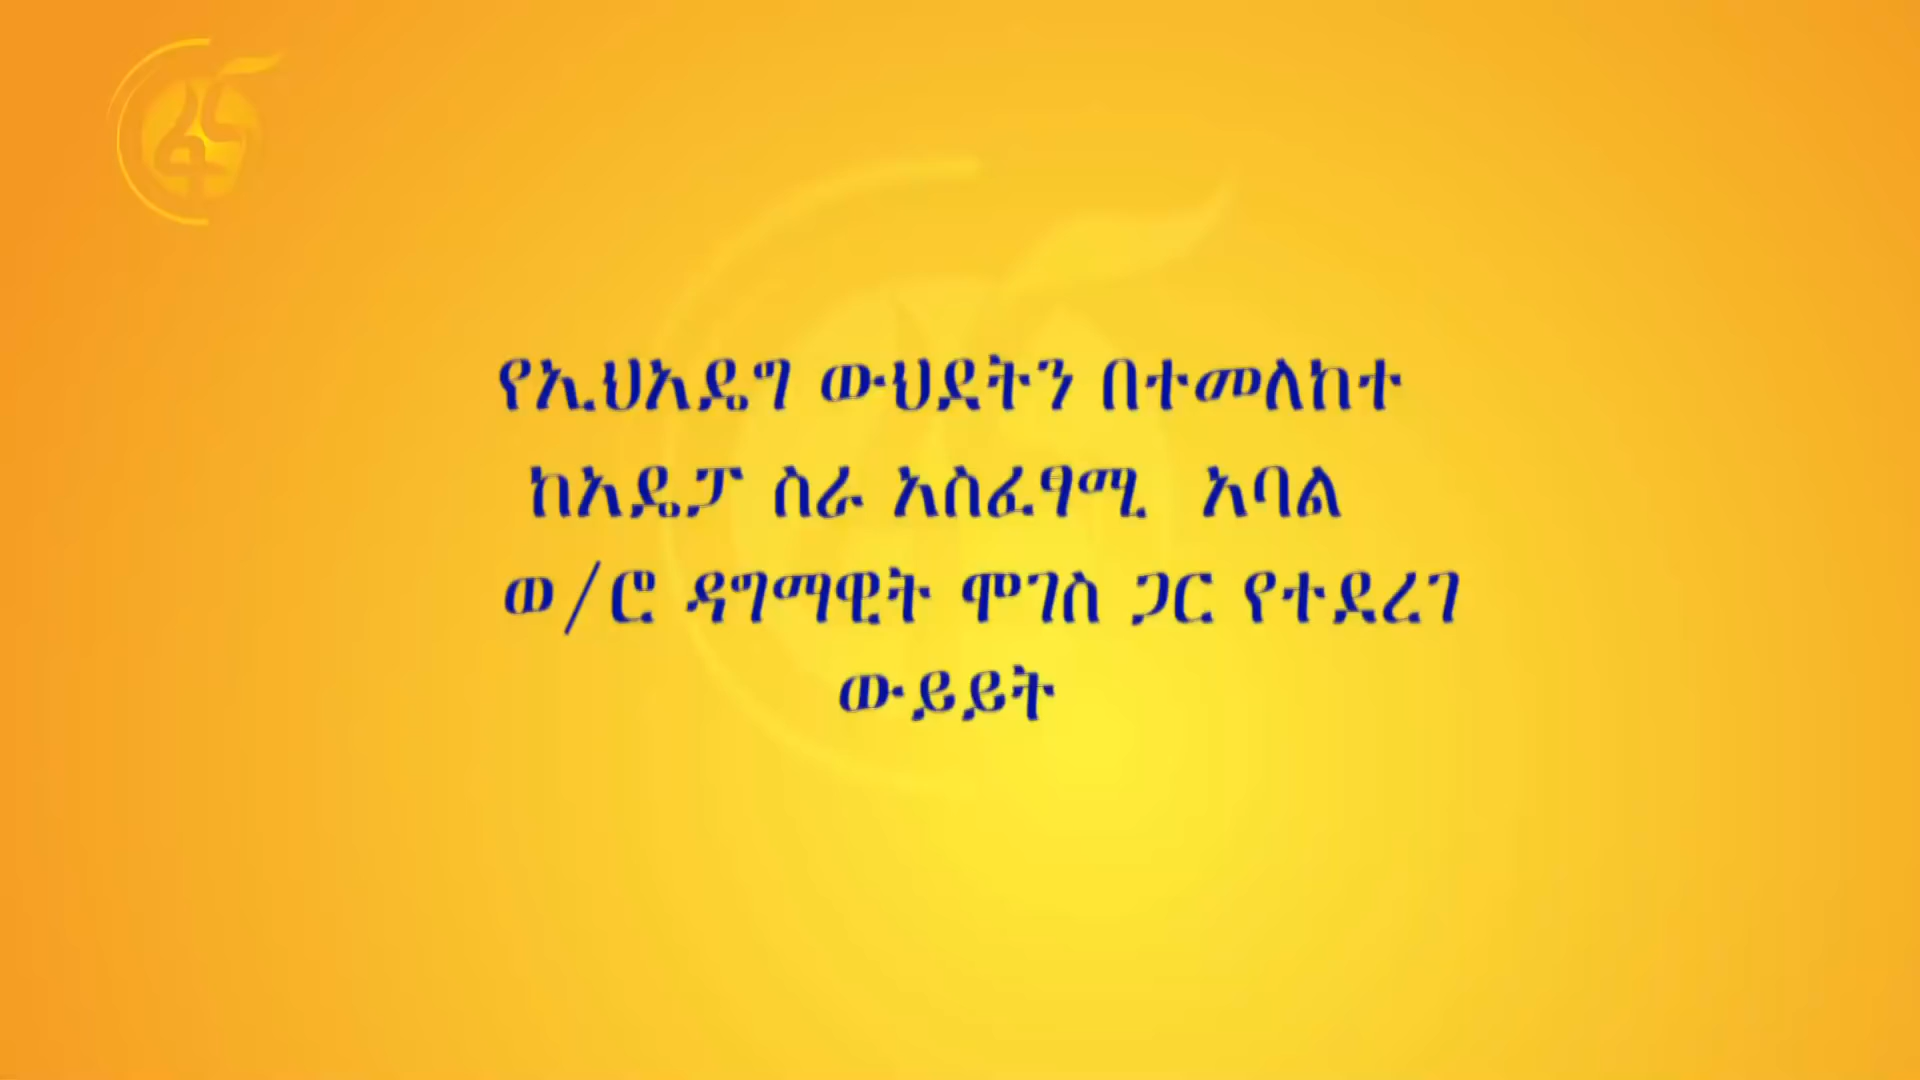 የኢህአዴግ ውህደትን በተመለከተ
ከአዴፓ ስራ አስፈፃሚ አባል
ወ/ሮ ዳግማዊት ሞገስ ጋር የተደረገ
ውይይት